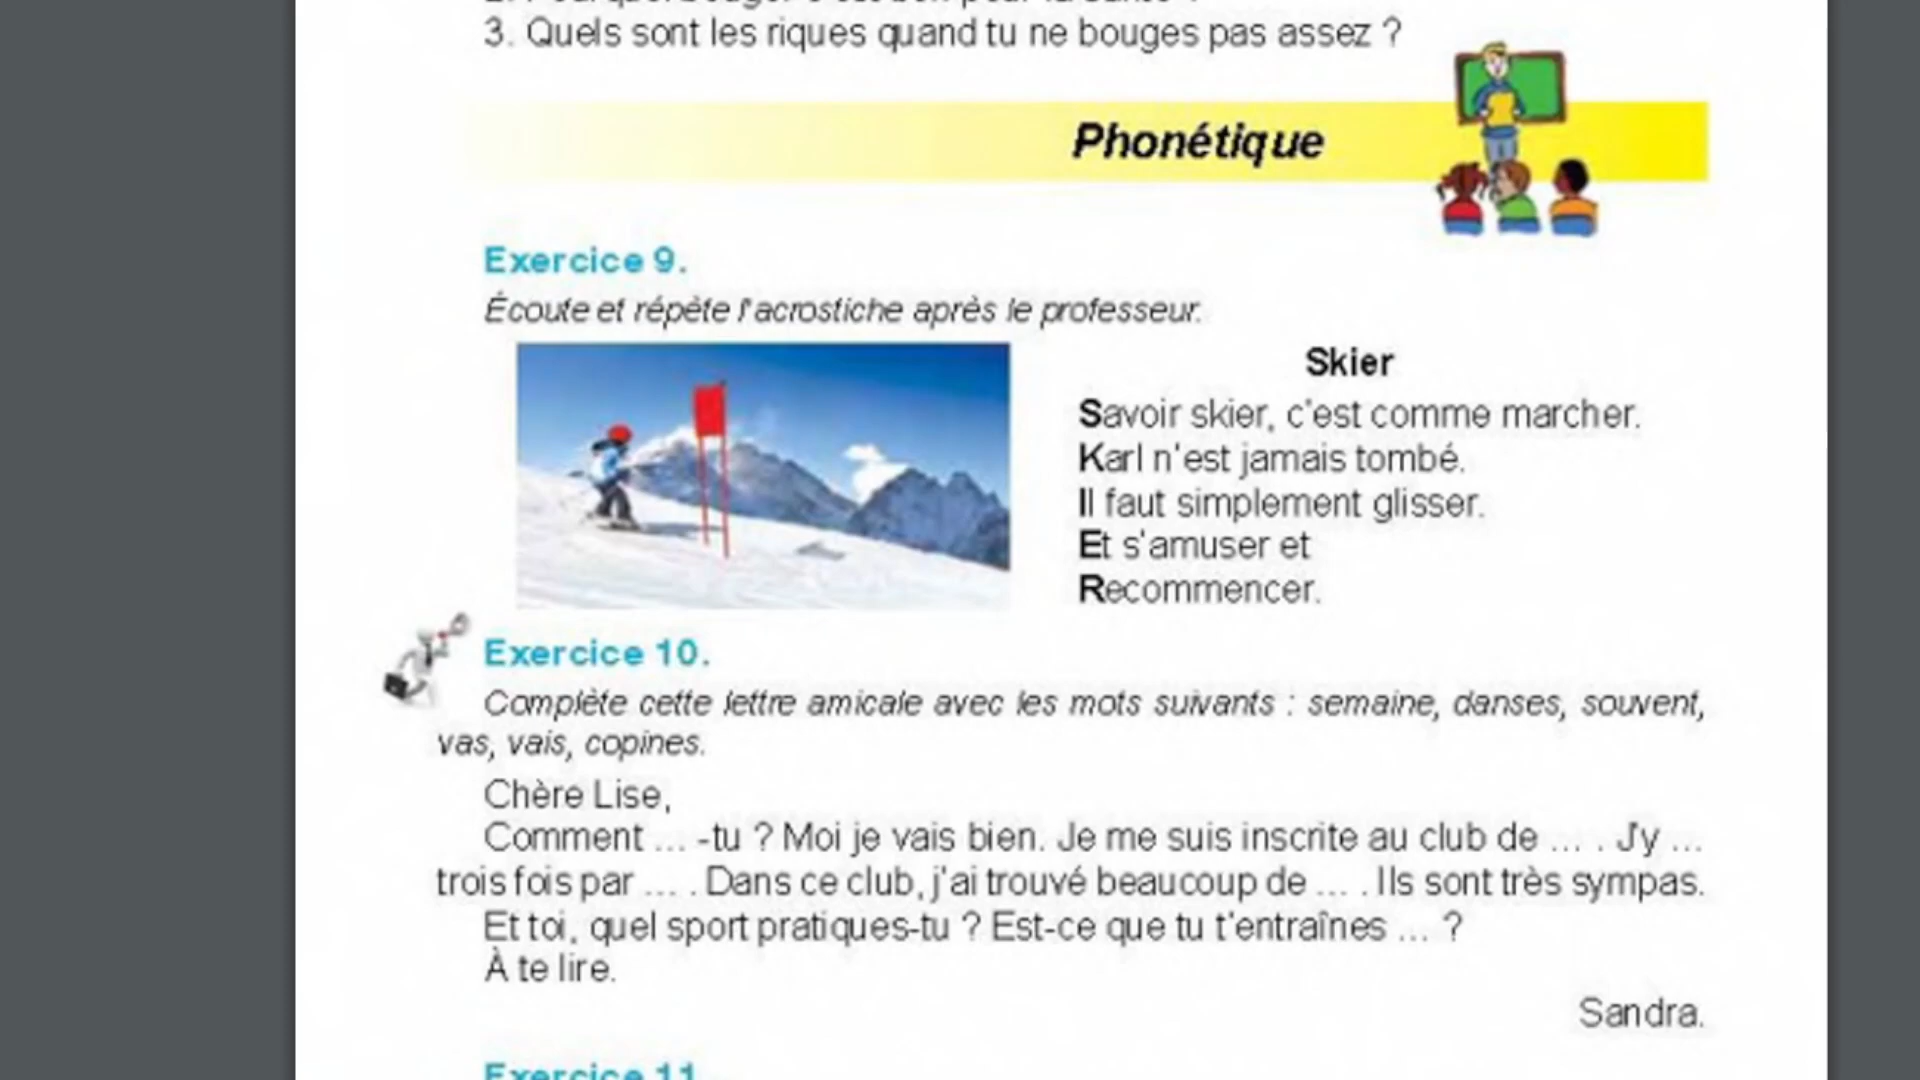 3. Quels sont les riques quand tu ne bouges pas assez ?
Phonétique
Exercice 9.
Écoute et répète l'acrostiche après le professeur.
Skier
Savoir skier, c'est comme marcher.
Karl n'est jamais tombé.
Il faut simplement glisser.
Et s'amuser et
Recommencer.
Exercice 10.
Complète cette lettre amicale avec les mots suivants : semaine, danses, souvent,
vas, vais, copines.
Chère Lise,
Comment ... -tu ? Moi je vais bien. Je me suis inscrite au club de ... . J'y ...
trois fois par ... . Dans ce club, j'ai trouvé beaucoup de ... . Ils sont très sympas.
Et toi, quel sport pratiques-tu ? Est-ce que tu t'entraînes ... ?
À te lire.
Sandra.
Exercice 11.